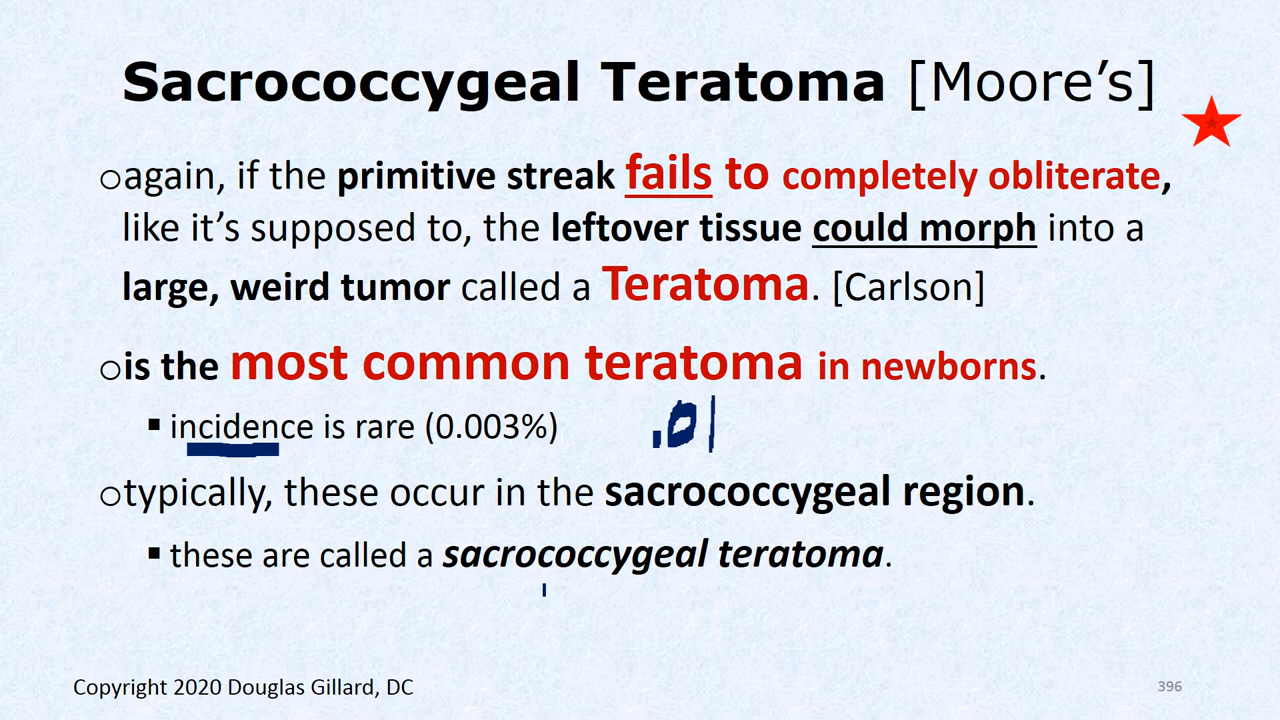 Sacrococcygeal Teratoma [Moore's]
○again, if the primitive streak fails to completely obliterate,
like it's supposed to, the leftover tissue could morph into a
large, weird tumor called a Teratoma. [Carlson]
○is the most common teratoma in newborns.
▪ incidence is rare (0.003%) .01
○typically, these occur in the sacrococcygeal region.
▪ these are called a sacrococcygeal teratoma.
Copyright 2020 Douglas Gillard, DC
396